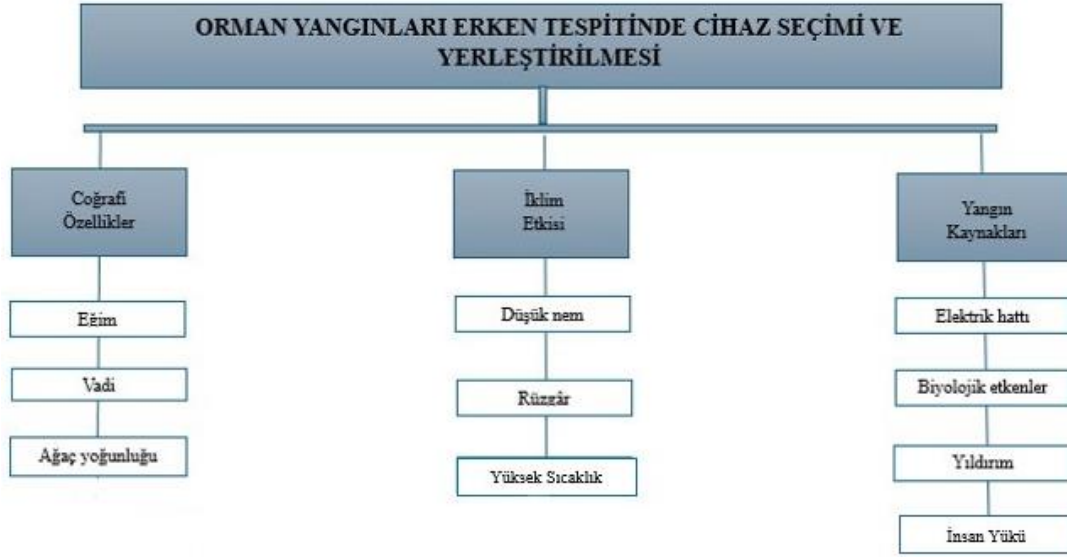 ORMAN YANGINLARI ERKEN TESPİTİNDE CİHAZ SEÇİMİ VE
YERLEŞTİRİLMESİ
Coğrafi
Özellikler
Eğim
Vadi
Ağaç yoğunluğu
İklim
Etkisi
Düşük nem
Rüzgâr
Yüksek Sıcaklık
Yangın
Kaynakları
Elektrik hattı
Biyolojik etkenler
Yıldırım
İnsan Yükü